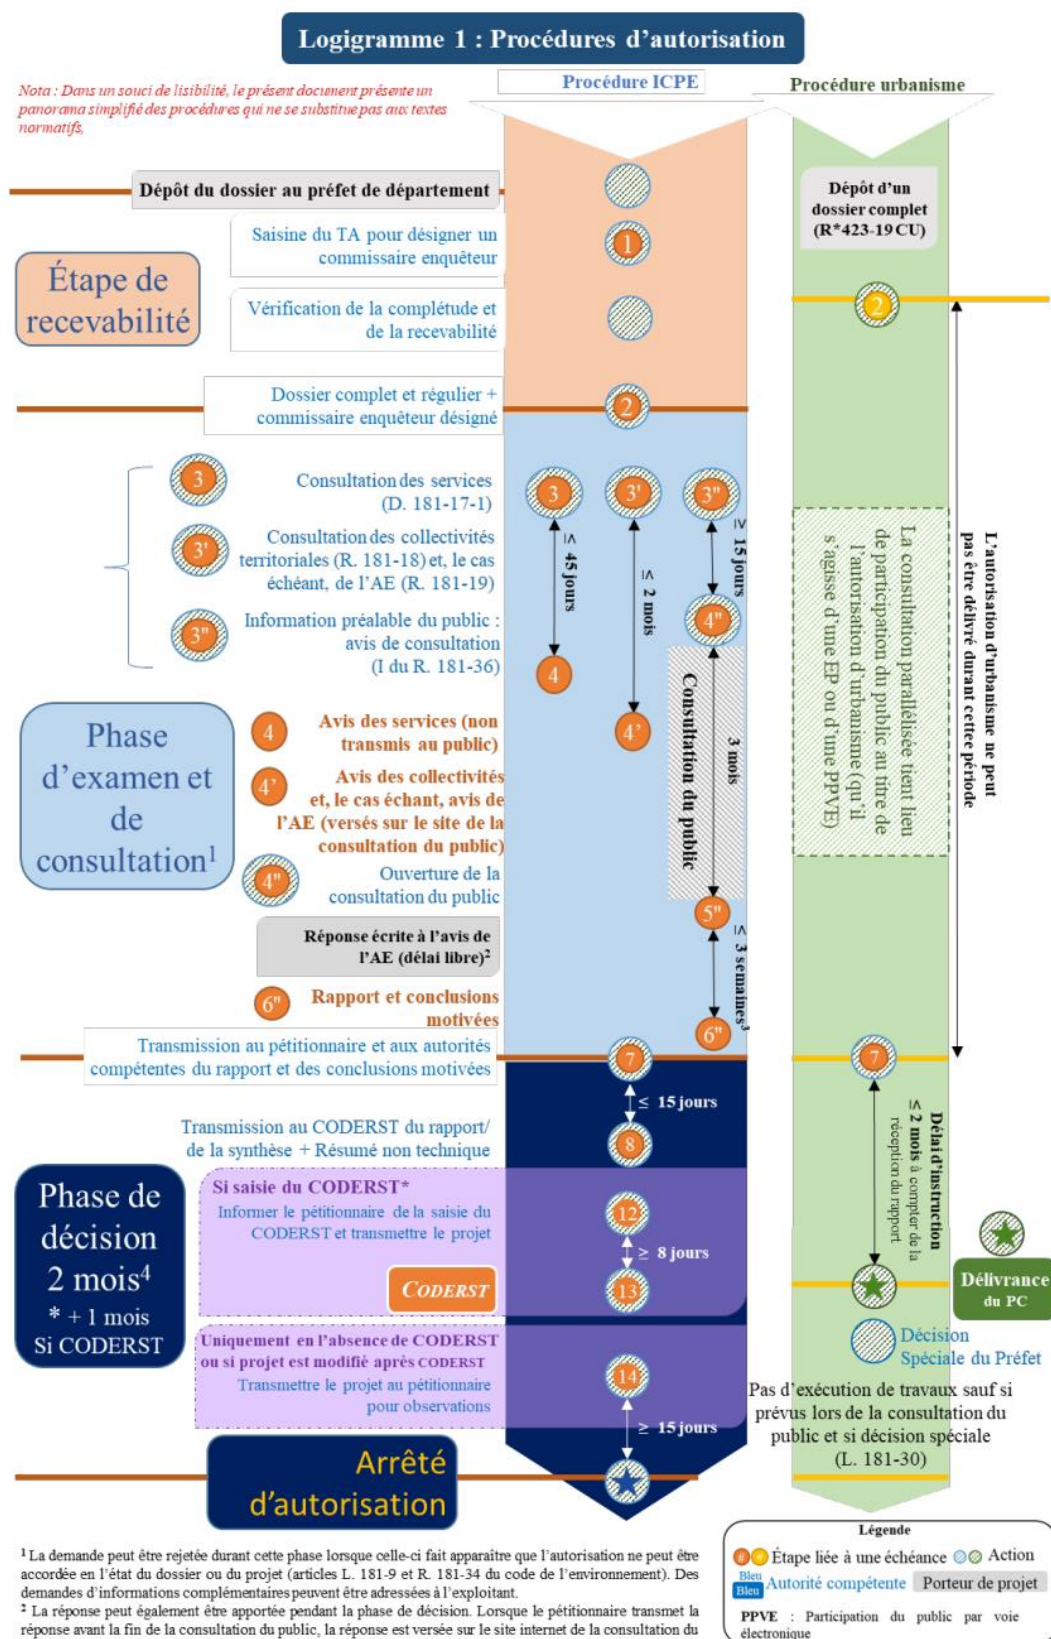 Logigramme 1 : Procédures d'autorisation
Nota : Dans un souci de lisibilité, le présent document présente un
panorama simplifié des procédures qui ne se substitue pas aux textes
normatifs,
Procédure ICPE
Procédure urbanisme
Dépôt du dossier au préfet de département
Dépôt d'un
dossier complet
(R*423-19 CU)
Saisine du TA pour désigner un
commissaire enquêteur
1
Étape de
recevabilité
Vérification de la complétude et
de la recevabilité
2
Dossier complet et régulier +
commissaire enquêteur désigné
2
3
Consultation des services
(D. 181-17-1)
3
3'
3"
3'
Consultation des collectivités
territoriales (R. 181-18) et, le cas
échéant, de l'AE (R. 181-19)
3"
Information préalable du public :
avis de consultation
(I du R. 181-36)
≤ 45 jours
≤ 2 mois
≥ 15 jours
4"
4
4'
Consultation du public
3 mois
La consultation parallélisée tient lieu
de participation du public au titre de
l'autorisation d'urbanisme (qu'il
s'agisse d'une EP ou d'une PPVE)
L'autorisation d'urbanisme ne peut
pas être délivré durant cettee période
Phase
d'examen et
de
consultation¹
4
Avis des services (non
transmis au public)
4'
Avis des collectivités
et, le cas échant, avis de
l'AE (versés sur le site de la
consultation du public)
4"
Ouverture de la
consultation du public
5"
≤ 3 semaines³
Réponse écrite à l'avis de
l'AE (délai libre)²
6"
Rapport et conclusions
motivées
6"
Transmission au pétitionnaire et aux autorités
compétentes du rapport et des conclusions motivées
7
7
≤ 15 jours
Transmission au CODERST du rapport/
de la synthèse + Résumé non technique
8
Délai d'instruction
≤ 2 mois à compter de la
réception du rapport
Phase de
décision
2 mois⁴
* + 1 mois
Si CODERST
Si saisie du CODERST*
Informer le pétitionnaire de la saisie du
CODERST et transmettre le projet
12
≥ 8 jours
CODERST
13
Délivrance
du PC
Uniquement en l'absence de CODERST
ou si projet est modifié après CODERST
Transmettre le projet au pétitionnaire
pour observations
14
≥ 15 jours
Décision
Spéciale du Préfet
Pas d'exécution de travaux sauf si
prévus lors de la consultation du
public et si décision spéciale
(L. 181-30)
Arrêté
d'autorisation
¹ La demande peut être rejetée durant cette phase lorsque celle-ci fait apparaître que l'autorisation ne peut être
accordée en l'état du dossier ou du projet (articles L. 181-9 et R. 181-34 du code de l'environnement). Des
demandes d'informations complémentaires peuvent être adressées à l'exploitant.
² La réponse peut également être apportée pendant la phase de décision. Lorsque le pétitionnaire transmet la
réponse avant la fin de la consultation du public, la réponse est versée sur le site internet de la consultation du
Légende
# # Étape liée à une échéance Action
Bleu
Bleu Autorité compétente Porteur de projet
PPVE : Participation du public par voie
électronique